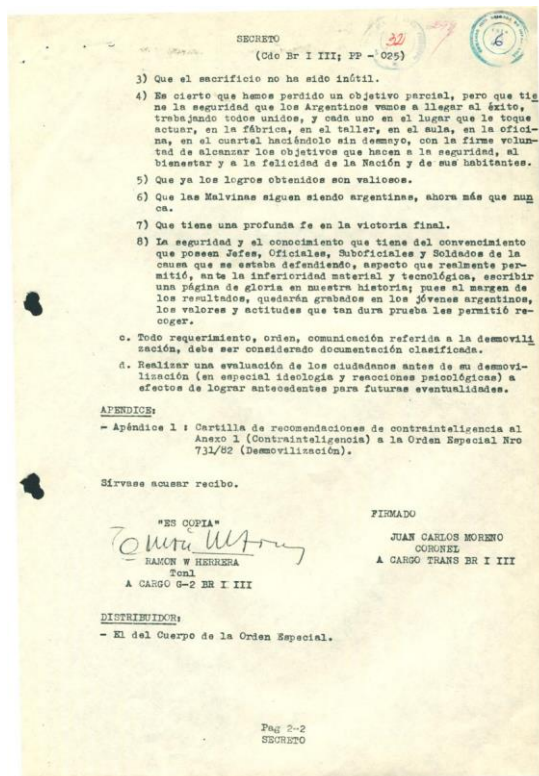 SECRETO
32
6
(Cdo Br I III; PP - 025)
3) Que el sacrificio no ha sido inútil.
4) Es cierto que hemos perdido un objetivo parcial, pero que tie
ne la seguridad que los Argentinos vamos a llegar al éxito,
trabajando todos unidos, y cada uno en el lugar que le toque
actuar, en la fábrica, en el taller, en el aula, en la ofici-
na, en el cuartel haciéndolo sin desmayo, con la firme volun-
tad de alcanzar los objetivos que hacen a la seguridad, al
bienestar y a la felicidad de la Nación y de sus habitantes.
5) Que ya los logros obtenidos son valiosos.
6) Que las Malvinas siguen siendo argentinas, ahora más que nun
ca.
7) Que tiene una profunda fe en la victoria final.
8) La seguridad y el conocimiento que tiene del convencimiento
que poseen Jefes, Oficiales, Suboficiales y Soldados de la
causa que se estaba defendiendo, aspecto que realmente per-
mitió, ante la inferioridad material y tecnológica, escribir
una página de gloria en nuestra historia; pues al margen de
los resultados, quedarán grabados en los jóvenes argentinos,
los valores y actitudes que tan dura prueba les permitió re-
coger.
c. Todo requerimiento, orden, comunicación referida a la desmovili
zación, debe ser considerado documentación clasificada.
d. Realizar una evaluación de los ciudadanos antes de su desmovi-
lización (en especial ideología y reacciones psicológicas) a
efectos de lograr antecedentes para futuras eventualidades.
APENDICE:
- Apéndice 1 : Cartilla de recomendaciones de contrainteligencia al
Anexo 1 (Contrainteligencia) a la Orden Especial Nro
731/82 (Desmovilización).
Sírvase acusar recibo.
FIRMADO
"ES COPIA"
JUAN CARLOS MORENO
CORONEL
A CARGO TRANS BR I III
RAMON W HERRERA
Tcnl
A CARGO G-2 BR I III
DISTRIBUIDOR:
- El del Cuerpo de la Orden Especial.
Pag 2-2
SECRETO